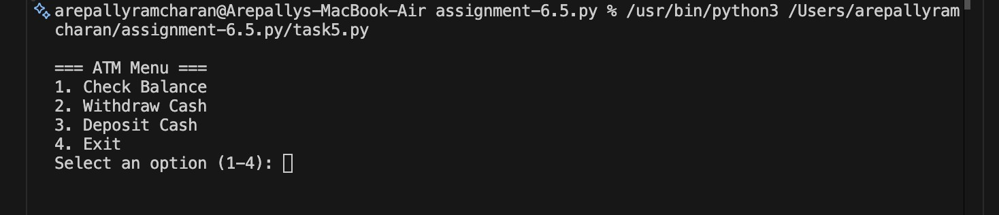 arepallyramcharan@Arepallys-MacBook-Air assignment-6.5.py % /usr/bin/python3 /Users/arepallyram
charan/assignment-6.5.py/task5.py
=== ATM Menu ===
1. Check Balance
2. Withdraw Cash
3. Deposit Cash
4. Exit
Select an option (1-4):